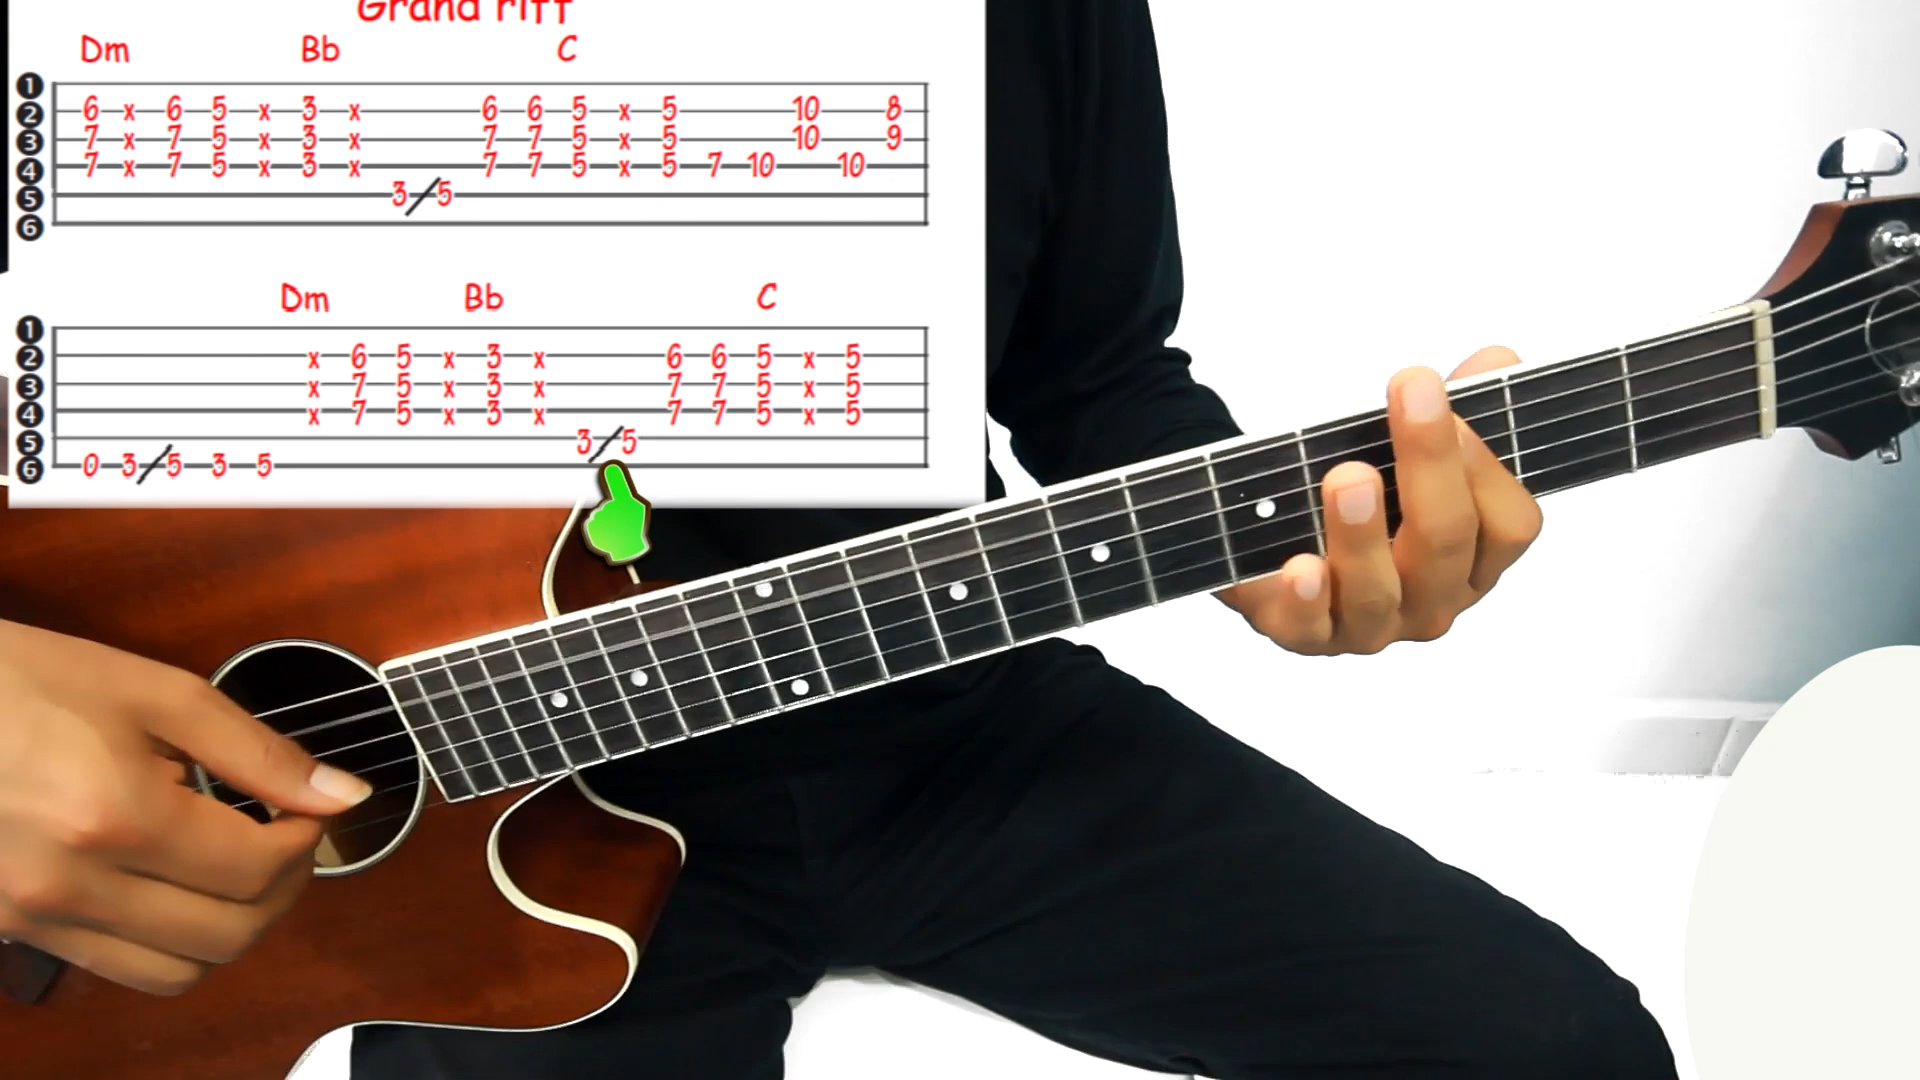 Grand riff
Dm Bb C
1
2 6 x 6 5 x 3 x 6 6 5 x 5 10 8
3 7 x 7 5 x 3 x 7 7 5 x 5 10 9
4 7 x 7 5 x 3 x 7 7 5 x 5 7 10 10
5 3/5
6
Dm Bb C
1
2 x 6 5 x 3 x 6 6 5 x 5
3 x 7 5 x 3 x 7 7 5 x 5
4 x 7 5 x 3 x 7 7 5 x 5
5 3/5
6 0 3/5 3 5